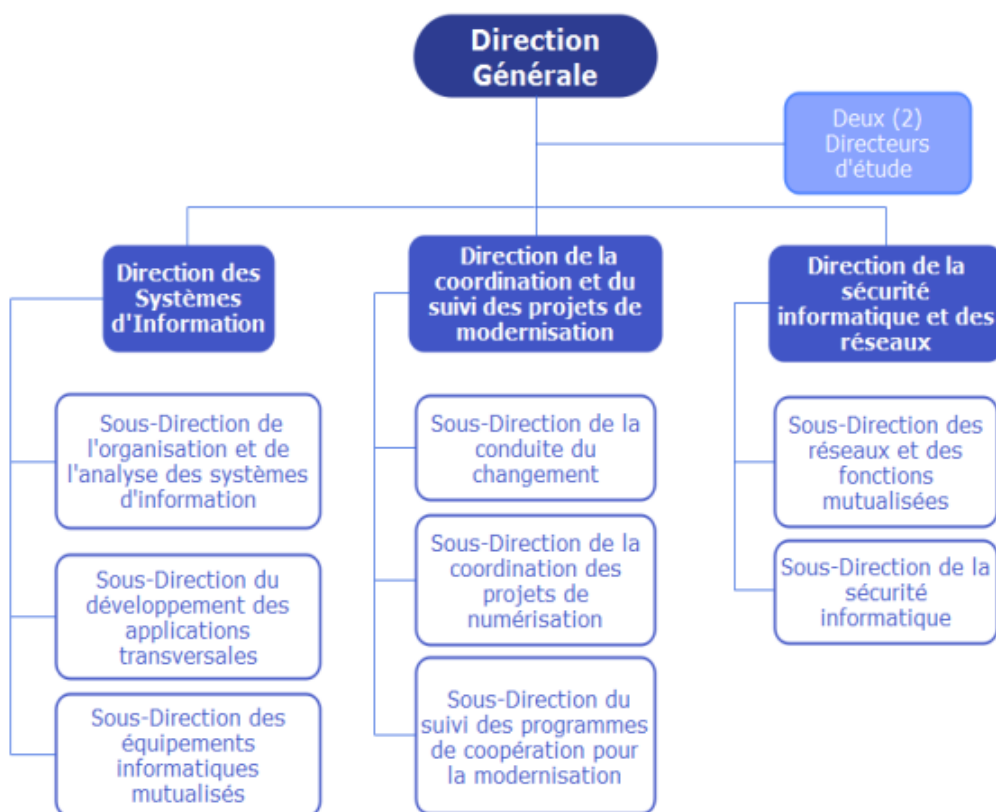 Direction
Générale
Deux (2)
Directeurs
d'étude
Direction des
Systèmes
d'Information
Direction de la
coordination et du
suivi des projets de
modernisation
Direction de la
sécurité
informatique et des
réseaux
Sous-Direction de
l'organisation et de
l'analyse des systèmes
d'information
Sous-Direction du
développement des
applications
transversales
Sous-Direction des
équipements
informatiques
mutualisés
Sous-Direction de la
conduite du
changement
Sous-Direction de la
coordination des
projets de
numérisation
Sous-Direction du
suivi des programmes
de coopération pour
la modernisation
Sous-Direction des
réseaux et des
fonctions
mutualisées
Sous-Direction de la
sécurité
informatique